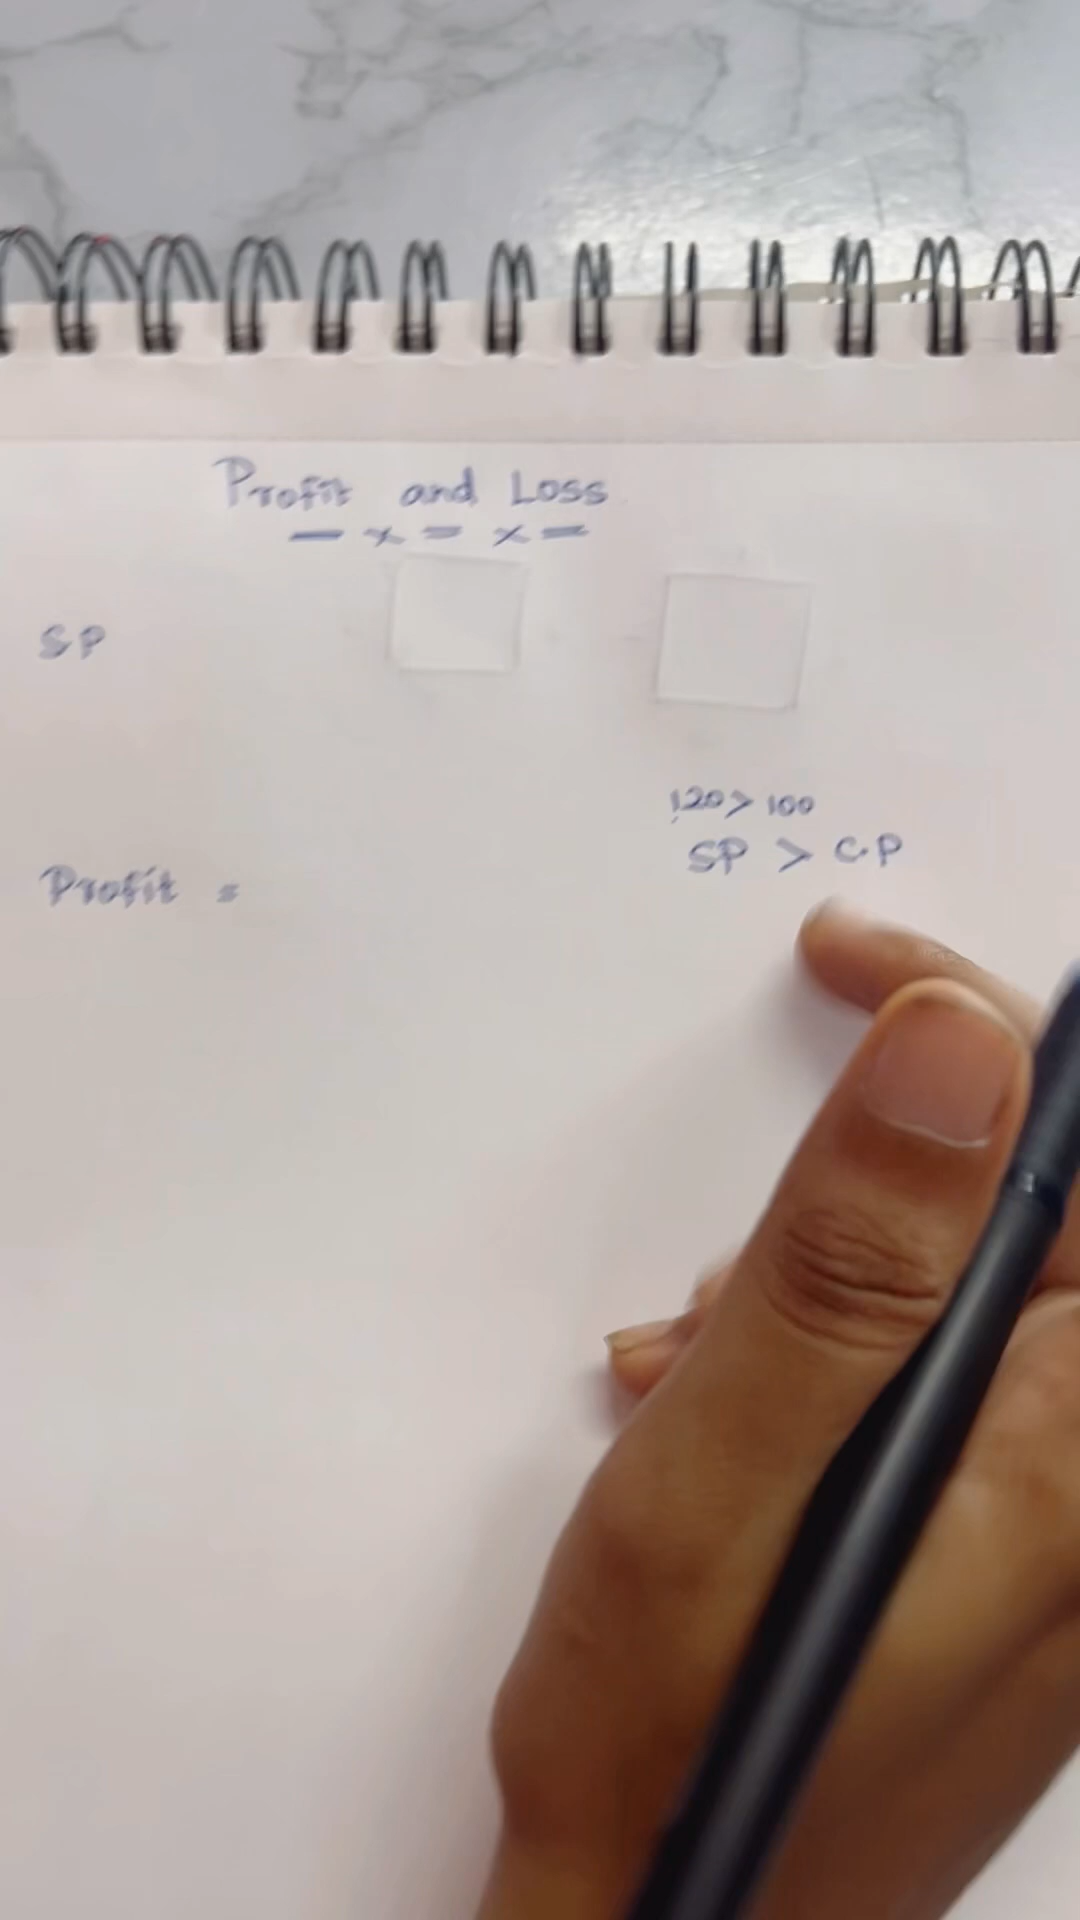 Profit and Loss
SP
120 > 100
SP > C.P
Profit =